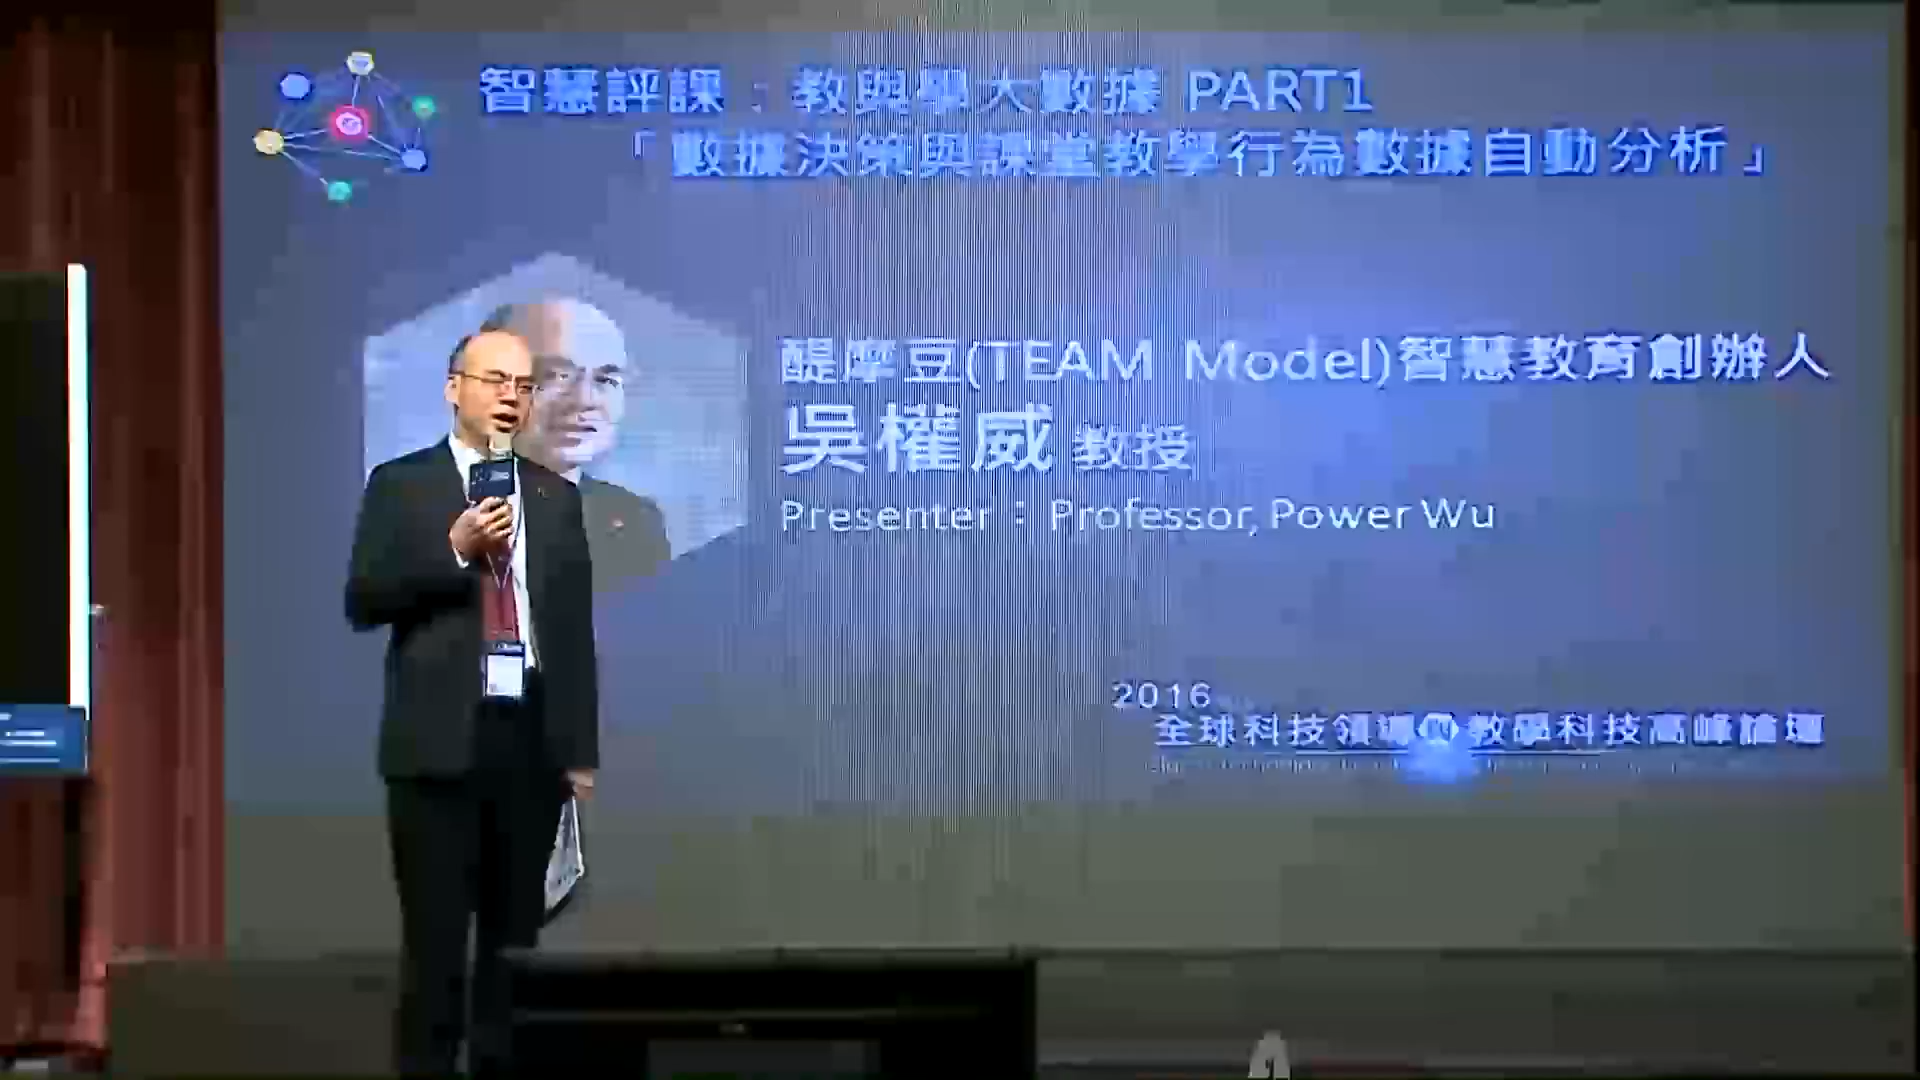 智慧評課：教與學大數據 PART1
「數據決策與課堂教學行為數據自動分析」
醍摩豆(TEAM Model)智慧教育創辦人
吳權威 教授
Presenter：Professor, Power Wu
2016
全球科技領導與教學科技高峰論壇